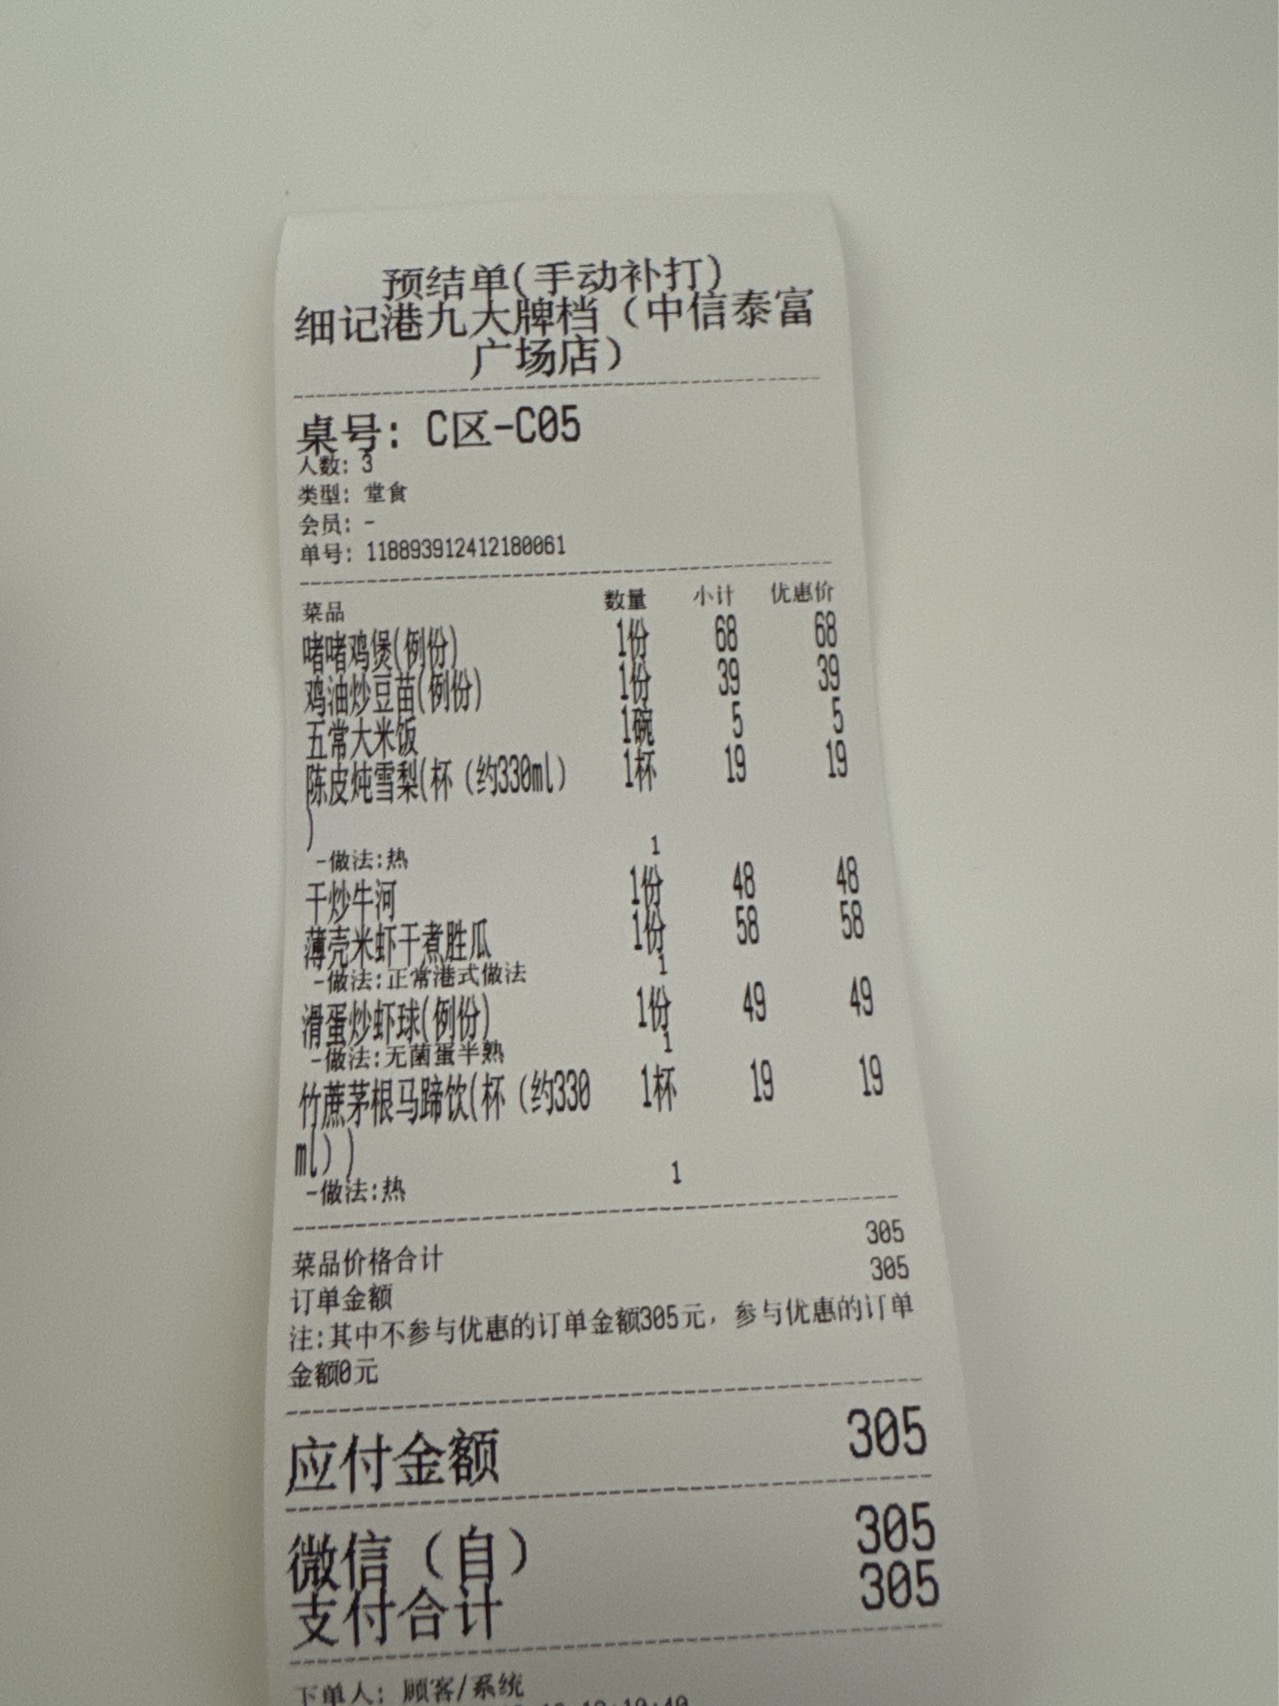 预结单(手动补打)
细记港九大牌档（中信泰富
广场店）
桌号: C区-C05
人数: 3
类型: 堂食
会员: -
单号: 118893912412180061
菜品 数量 小计 优惠价
啫啫鸡煲(例份) 1份 68 68
鸡油炒豆苗(例份) 1份 39 39
五常大米饭 1碗 5 5
陈皮炖雪梨(杯（约330ml） 1杯 19 19
)
-做法:热 1
干炒牛河 1份 48 48
薄壳米虾干煮胜瓜 1份 58 58
-做法:正常港式做法 1
滑蛋炒虾球(例份) 1份 49 49
-做法:无菌蛋半熟 1
竹蔗茅根马蹄饮(杯（约330 1杯 19 19
ml）)
-做法:热 1
菜品价格合计 305
订单金额 305
注:其中不参与优惠的订单金额305元，参与优惠的订单
金额0元
应付金额 305
微信（自） 305
支付合计 305
下单人: 顾客/系统